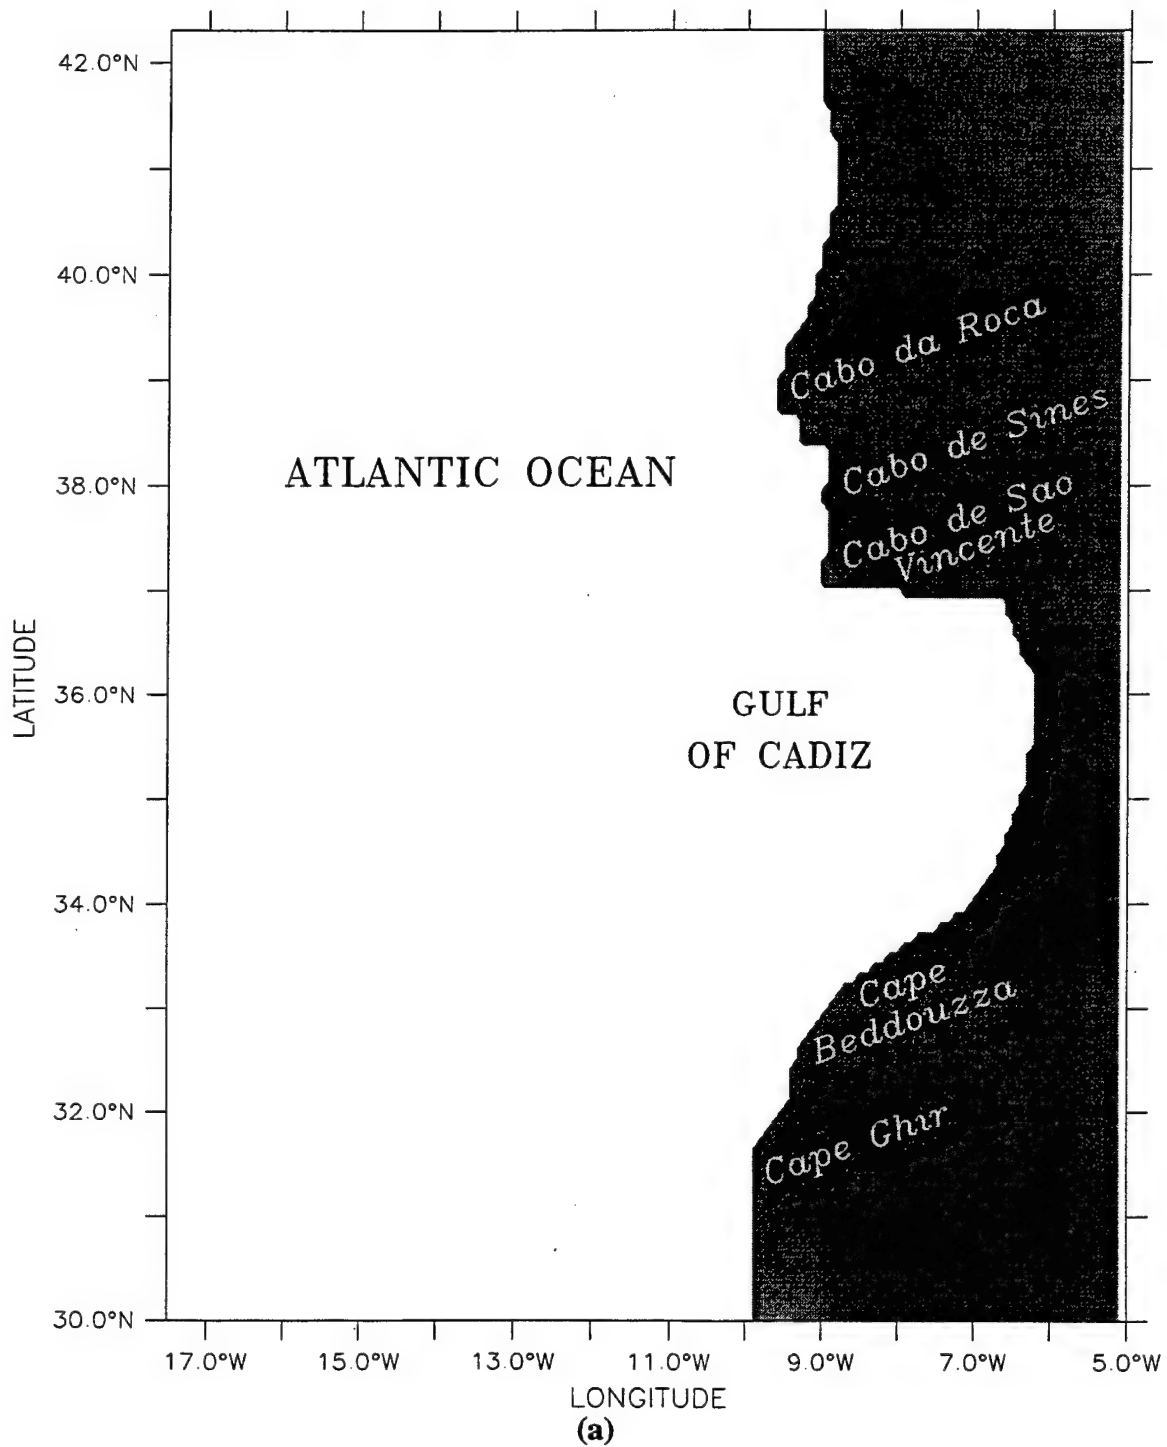 42.0°N
40.0°N
Cabo da Roca
Cabo de Sines
ATLANTIC OCEAN
38.0°N
Cabo de Sao
Vincente
LATITUDE
36.0°N
GULF
OF CADIZ
34.0°N
Cape
Beddouzza
32.0°N
Cape Ghir
30.0°N
17.0°W 15.0°W 13.0°W 11.0°W 9.0°W 7.0°W 5.0°W
LONGITUDE
(a)